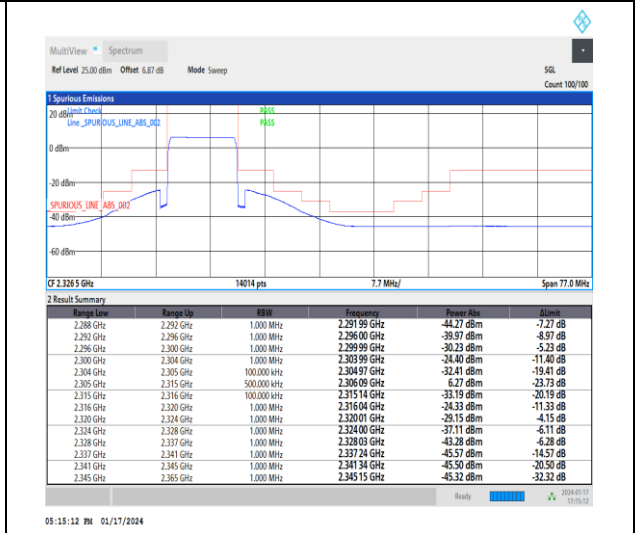 MultiView Spectrum
Ref Level 25.00 dBm Offset 6.87 dB Mode Sweep SGL
Count 100/100
1 Spurious Emissions
20 dBm Limit Check PASS
Line _SPURIOUS_LINE_ABS_002 PASS
0 dBm
-20 dBm
SPURIOUS_LINE_ABS_002
-40 dBm
-60 dBm
CF 2.326 5 GHz 14014 pts 7.7 MHz/ Span 77.0 MHz
2 Result Summary
Range Low Range Up RBW Frequency Power Abs ΔLimit
2.288 GHz 2.292 GHz 1.000 MHz 2.291 99 GHz -44.27 dBm -7.27 dB
2.292 GHz 2.296 GHz 1.000 MHz 2.296 00 GHz -39.97 dBm -8.97 dB
2.296 GHz 2.300 GHz 1.000 MHz 2.299 99 GHz -30.23 dBm -5.23 dB
2.300 GHz 2.304 GHz 1.000 MHz 2.303 99 GHz -24.40 dBm -11.40 dB
2.304 GHz 2.305 GHz 100.000 kHz 2.304 97 GHz -32.41 dBm -19.41 dB
2.305 GHz 2.315 GHz 500.000 kHz 2.306 09 GHz 6.27 dBm -23.73 dB
2.315 GHz 2.316 GHz 100.000 kHz 2.315 14 GHz -33.19 dBm -20.19 dB
2.316 GHz 2.320 GHz 1.000 MHz 2.316 04 GHz -24.33 dBm -11.33 dB
2.320 GHz 2.324 GHz 1.000 MHz 2.320 01 GHz -29.15 dBm -4.15 dB
2.324 GHz 2.328 GHz 1.000 MHz 2.324 00 GHz -37.11 dBm -6.11 dB
2.328 GHz 2.337 GHz 1.000 MHz 2.328 03 GHz -43.28 dBm -6.28 dB
2.337 GHz 2.341 GHz 1.000 MHz 2.337 24 GHz -45.57 dBm -14.57 dB
2.341 GHz 2.345 GHz 1.000 MHz 2.341 34 GHz -45.50 dBm -20.50 dB
2.345 GHz 2.365 GHz 1.000 MHz 2.345 15 GHz -45.32 dBm -32.32 dB
Ready 2024-01-17
17:15:12
05:15:12 PM 01/17/2024